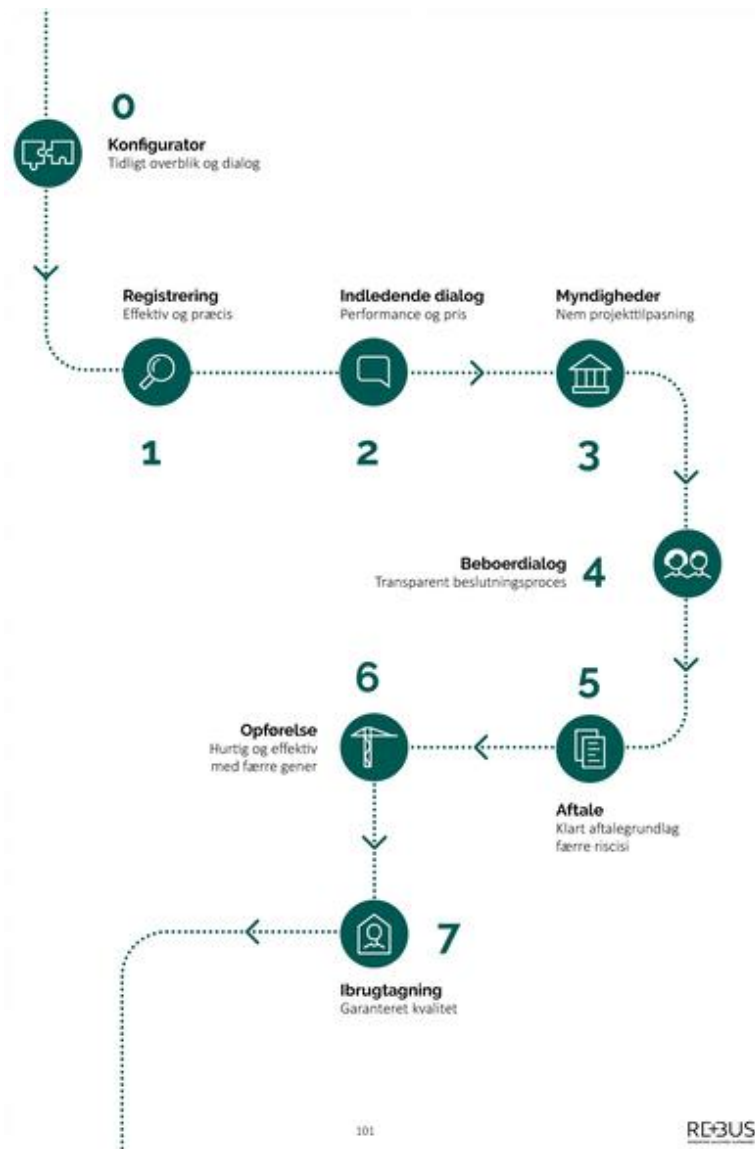 0
Konfigurator
Tidligt overblik og dialog
Registrering
Effektiv og præcis
1
Indledende dialog
Performance og pris
2
Myndigheder
Nem projekttilpasning
3
Beboerdialog
Transparent beslutningsproces
4
5
Aftale
Klart aftalegrundlag
færre riscisi
6
Opførelse
Hurtig og effektiv
med færre gener
7
Ibrugtagning
Garanteret kvalitet
101
REBUS